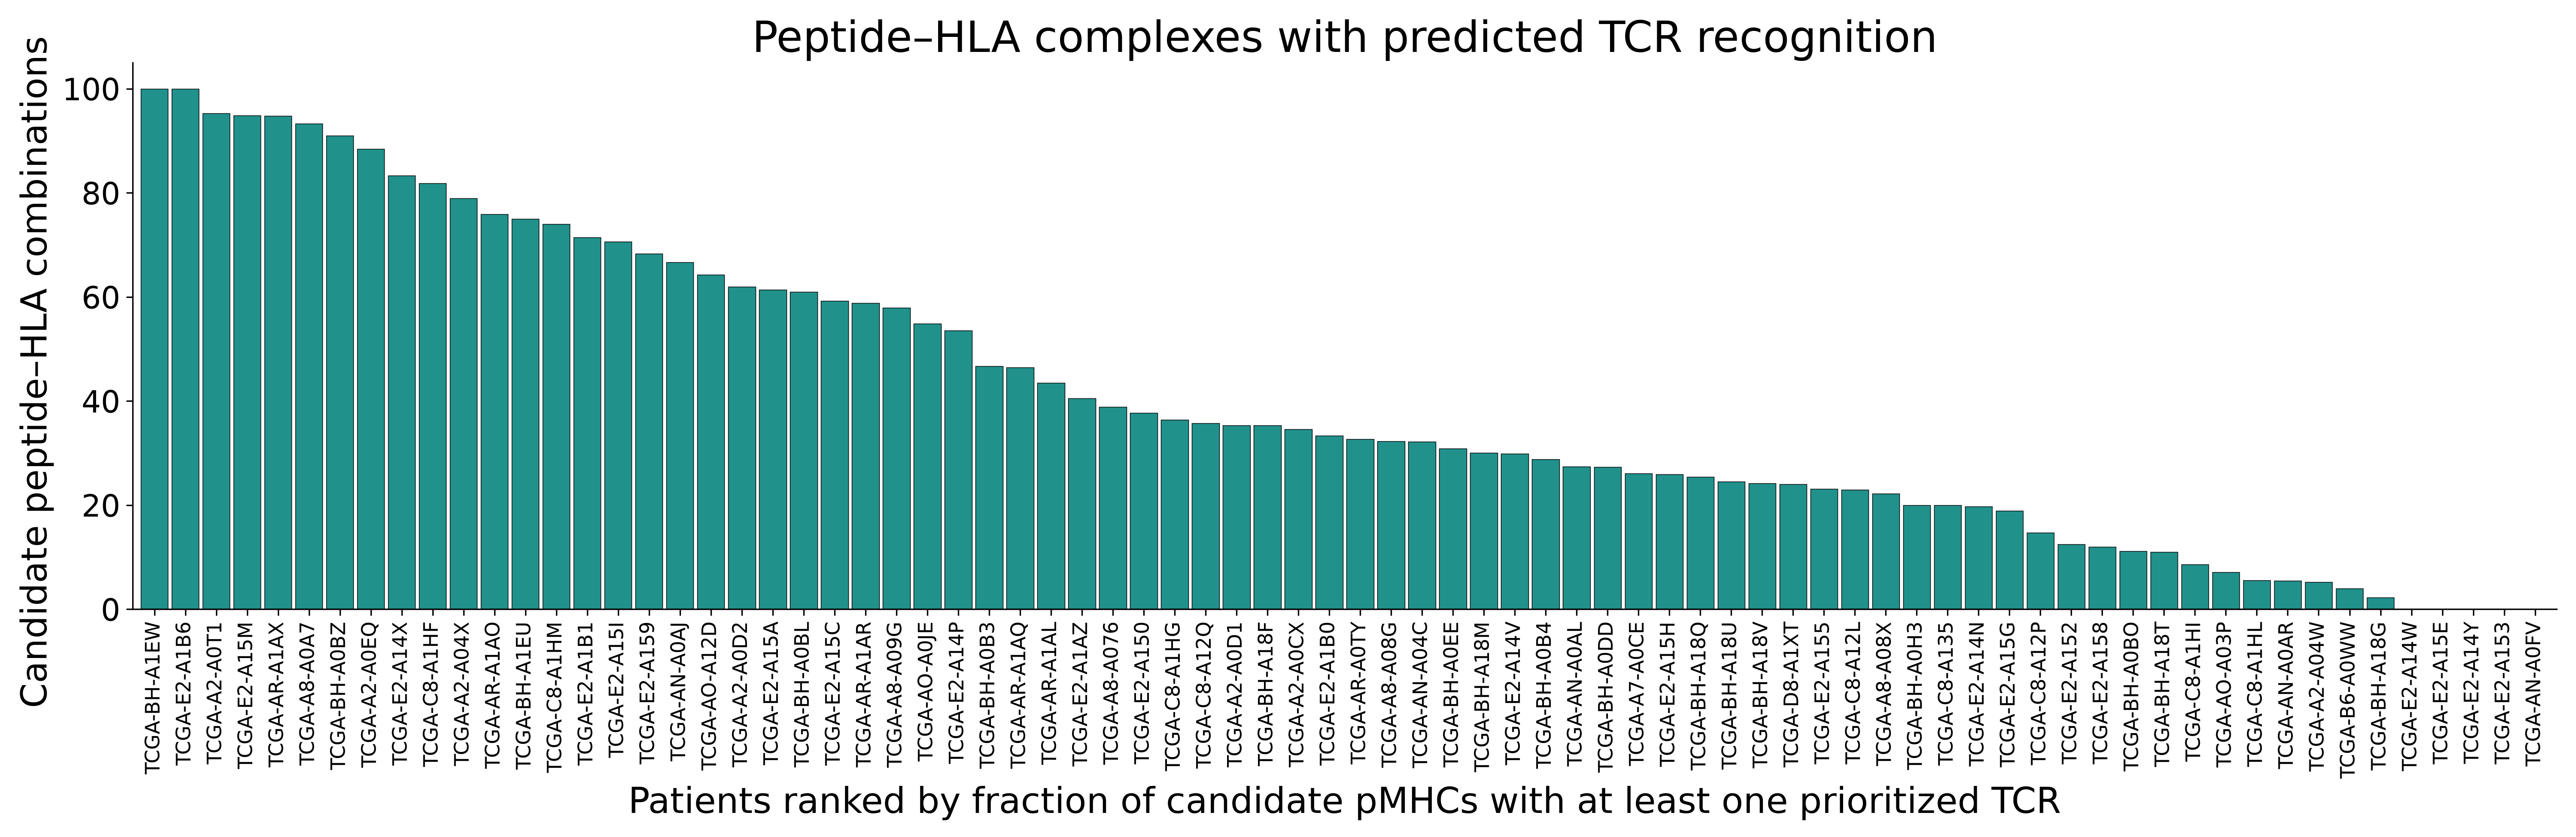 Peptide–HLA complexes with predicted TCR recognition
Candidate peptide–HLA combinations
100
80
60
40
20
0
TCGA-BH-A1EW
TCGA-E2-A1B6
TCGA-A2-A0T1
TCGA-E2-A15M
TCGA-AR-A1AX
TCGA-A8-A0A7
TCGA-BH-A0BZ
TCGA-A2-A0EQ
TCGA-E2-A14X
TCGA-C8-A1HF
TCGA-A2-A04X
TCGA-AR-A1AO
TCGA-BH-A1EU
TCGA-C8-A1HM
TCGA-E2-A1B1
TCGA-E2-A15I
TCGA-E2-A159
TCGA-AN-A0AJ
TCGA-AO-A12D
TCGA-A2-A0D2
TCGA-E2-A15A
TCGA-BH-A0BL
TCGA-E2-A15C
TCGA-AR-A1AR
TCGA-A8-A09G
TCGA-AO-A0JE
TCGA-E2-A14P
TCGA-BH-A0B3
TCGA-AR-A1AQ
TCGA-AR-A1AL
TCGA-E2-A1AZ
TCGA-A8-A076
TCGA-E2-A150
TCGA-C8-A1HG
TCGA-C8-A12Q
TCGA-A2-A0D1
TCGA-BH-A18F
TCGA-A2-A0CX
TCGA-E2-A1B0
TCGA-AR-A0TY
TCGA-A8-A08G
TCGA-AN-A04C
TCGA-BH-A0EE
TCGA-BH-A18M
TCGA-E2-A14V
TCGA-BH-A0B4
TCGA-AN-A0AL
TCGA-BH-A0DD
TCGA-A7-A0CE
TCGA-E2-A15H
TCGA-BH-A18Q
TCGA-BH-A18U
TCGA-BH-A18V
TCGA-D8-A1XT
TCGA-E2-A155
TCGA-C8-A12L
TCGA-A8-A08X
TCGA-BH-A0H3
TCGA-C8-A135
TCGA-E2-A14N
TCGA-E2-A15G
TCGA-C8-A12P
TCGA-E2-A152
TCGA-E2-A158
TCGA-BH-A0BO
TCGA-BH-A18T
TCGA-C8-A1HI
TCGA-AO-A03P
TCGA-C8-A1HL
TCGA-AN-A0AR
TCGA-A2-A04W
TCGA-B6-A0WW
TCGA-BH-A18G
TCGA-E2-A14W
TCGA-E2-A15E
TCGA-E2-A14Y
TCGA-E2-A153
TCGA-AN-A0FV
Patients ranked by fraction of candidate pMHCs with at least one prioritized TCR